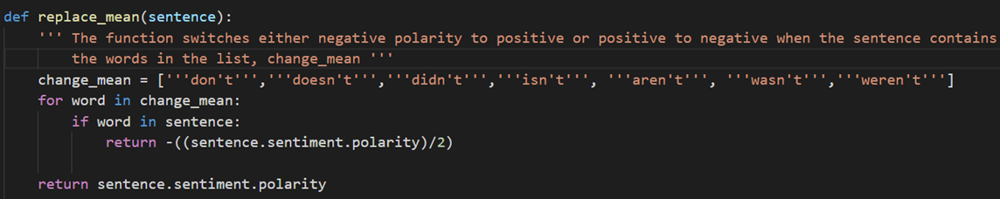 def replace_mean(sentence):
    ''' The function switches either negative polarity to positive or positive to negative when the sentence contains
        the words in the list, change_mean '''
    change_mean = ['''don't''','''doesn't''','''didn't''','''isn't''', '''aren't''', '''wasn't''','''weren't''']
    for word in change_mean:
        if word in sentence:
            return -((sentence.sentiment.polarity)/2)
    return sentence.sentiment.polarity